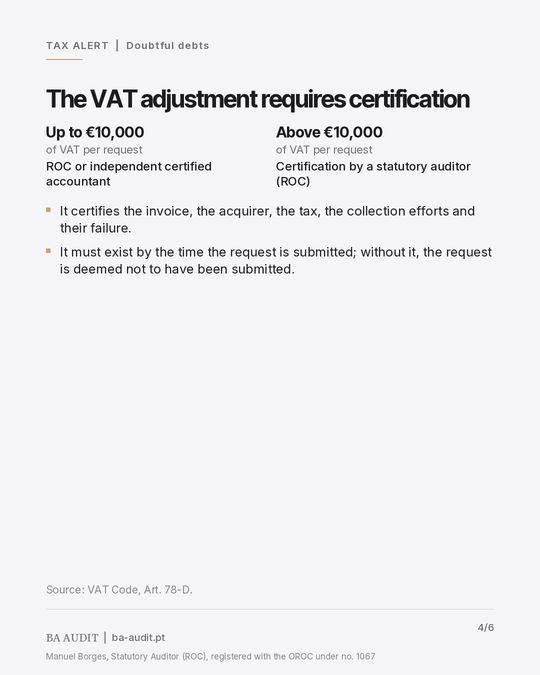 TAX ALERT | Doubtful debts
The VAT adjustment requires certification
Up to €10,000
of VAT per request
ROC or independent certified
accountant
Above €10,000
of VAT per request
Certification by a statutory auditor
(ROC)
It certifies the invoice, the acquirer, the tax, the collection efforts and
their failure.
It must exist by the time the request is submitted; without it, the request
is deemed not to have been submitted.
Source: VAT Code, Art. 78-D.
4/6
BA AUDIT | ba-audit.pt
Manuel Borges, Statutory Auditor (ROC), registered with the OROC under no. 1067